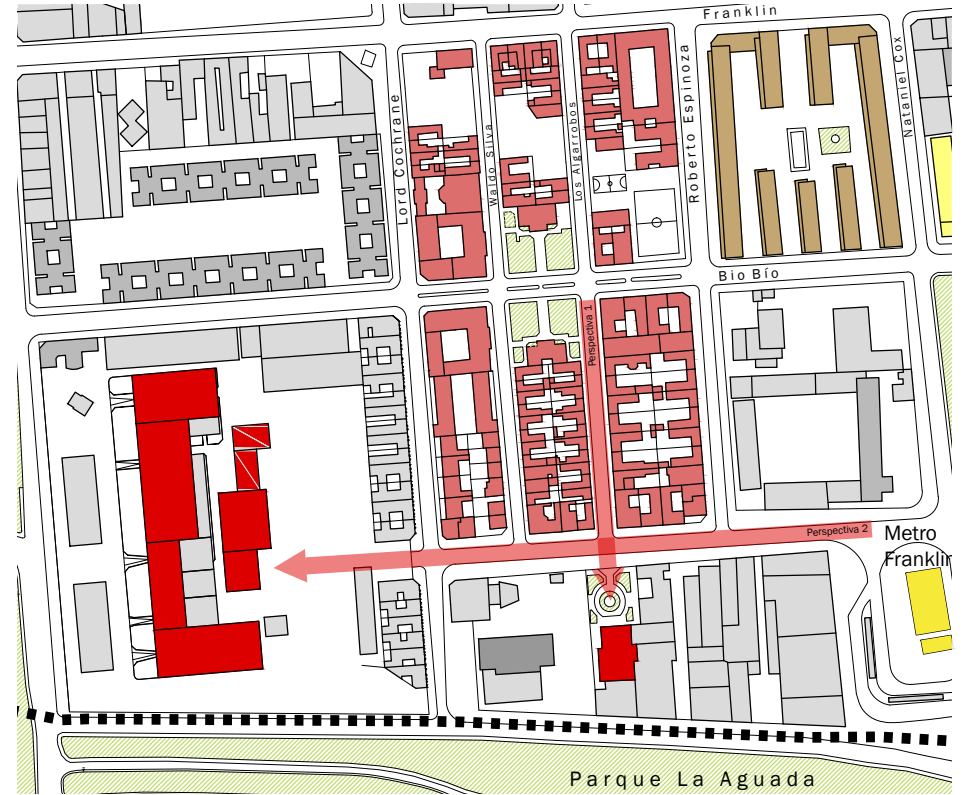 Franklin
Nataniel Cox
Roberto Espinoza
Los Algarrobos
Waldo Silva
Lord Cochrane
Bio Bío
Perspectiva 1
Perspectiva 2
Metro
Franklin
Parque La Aguada